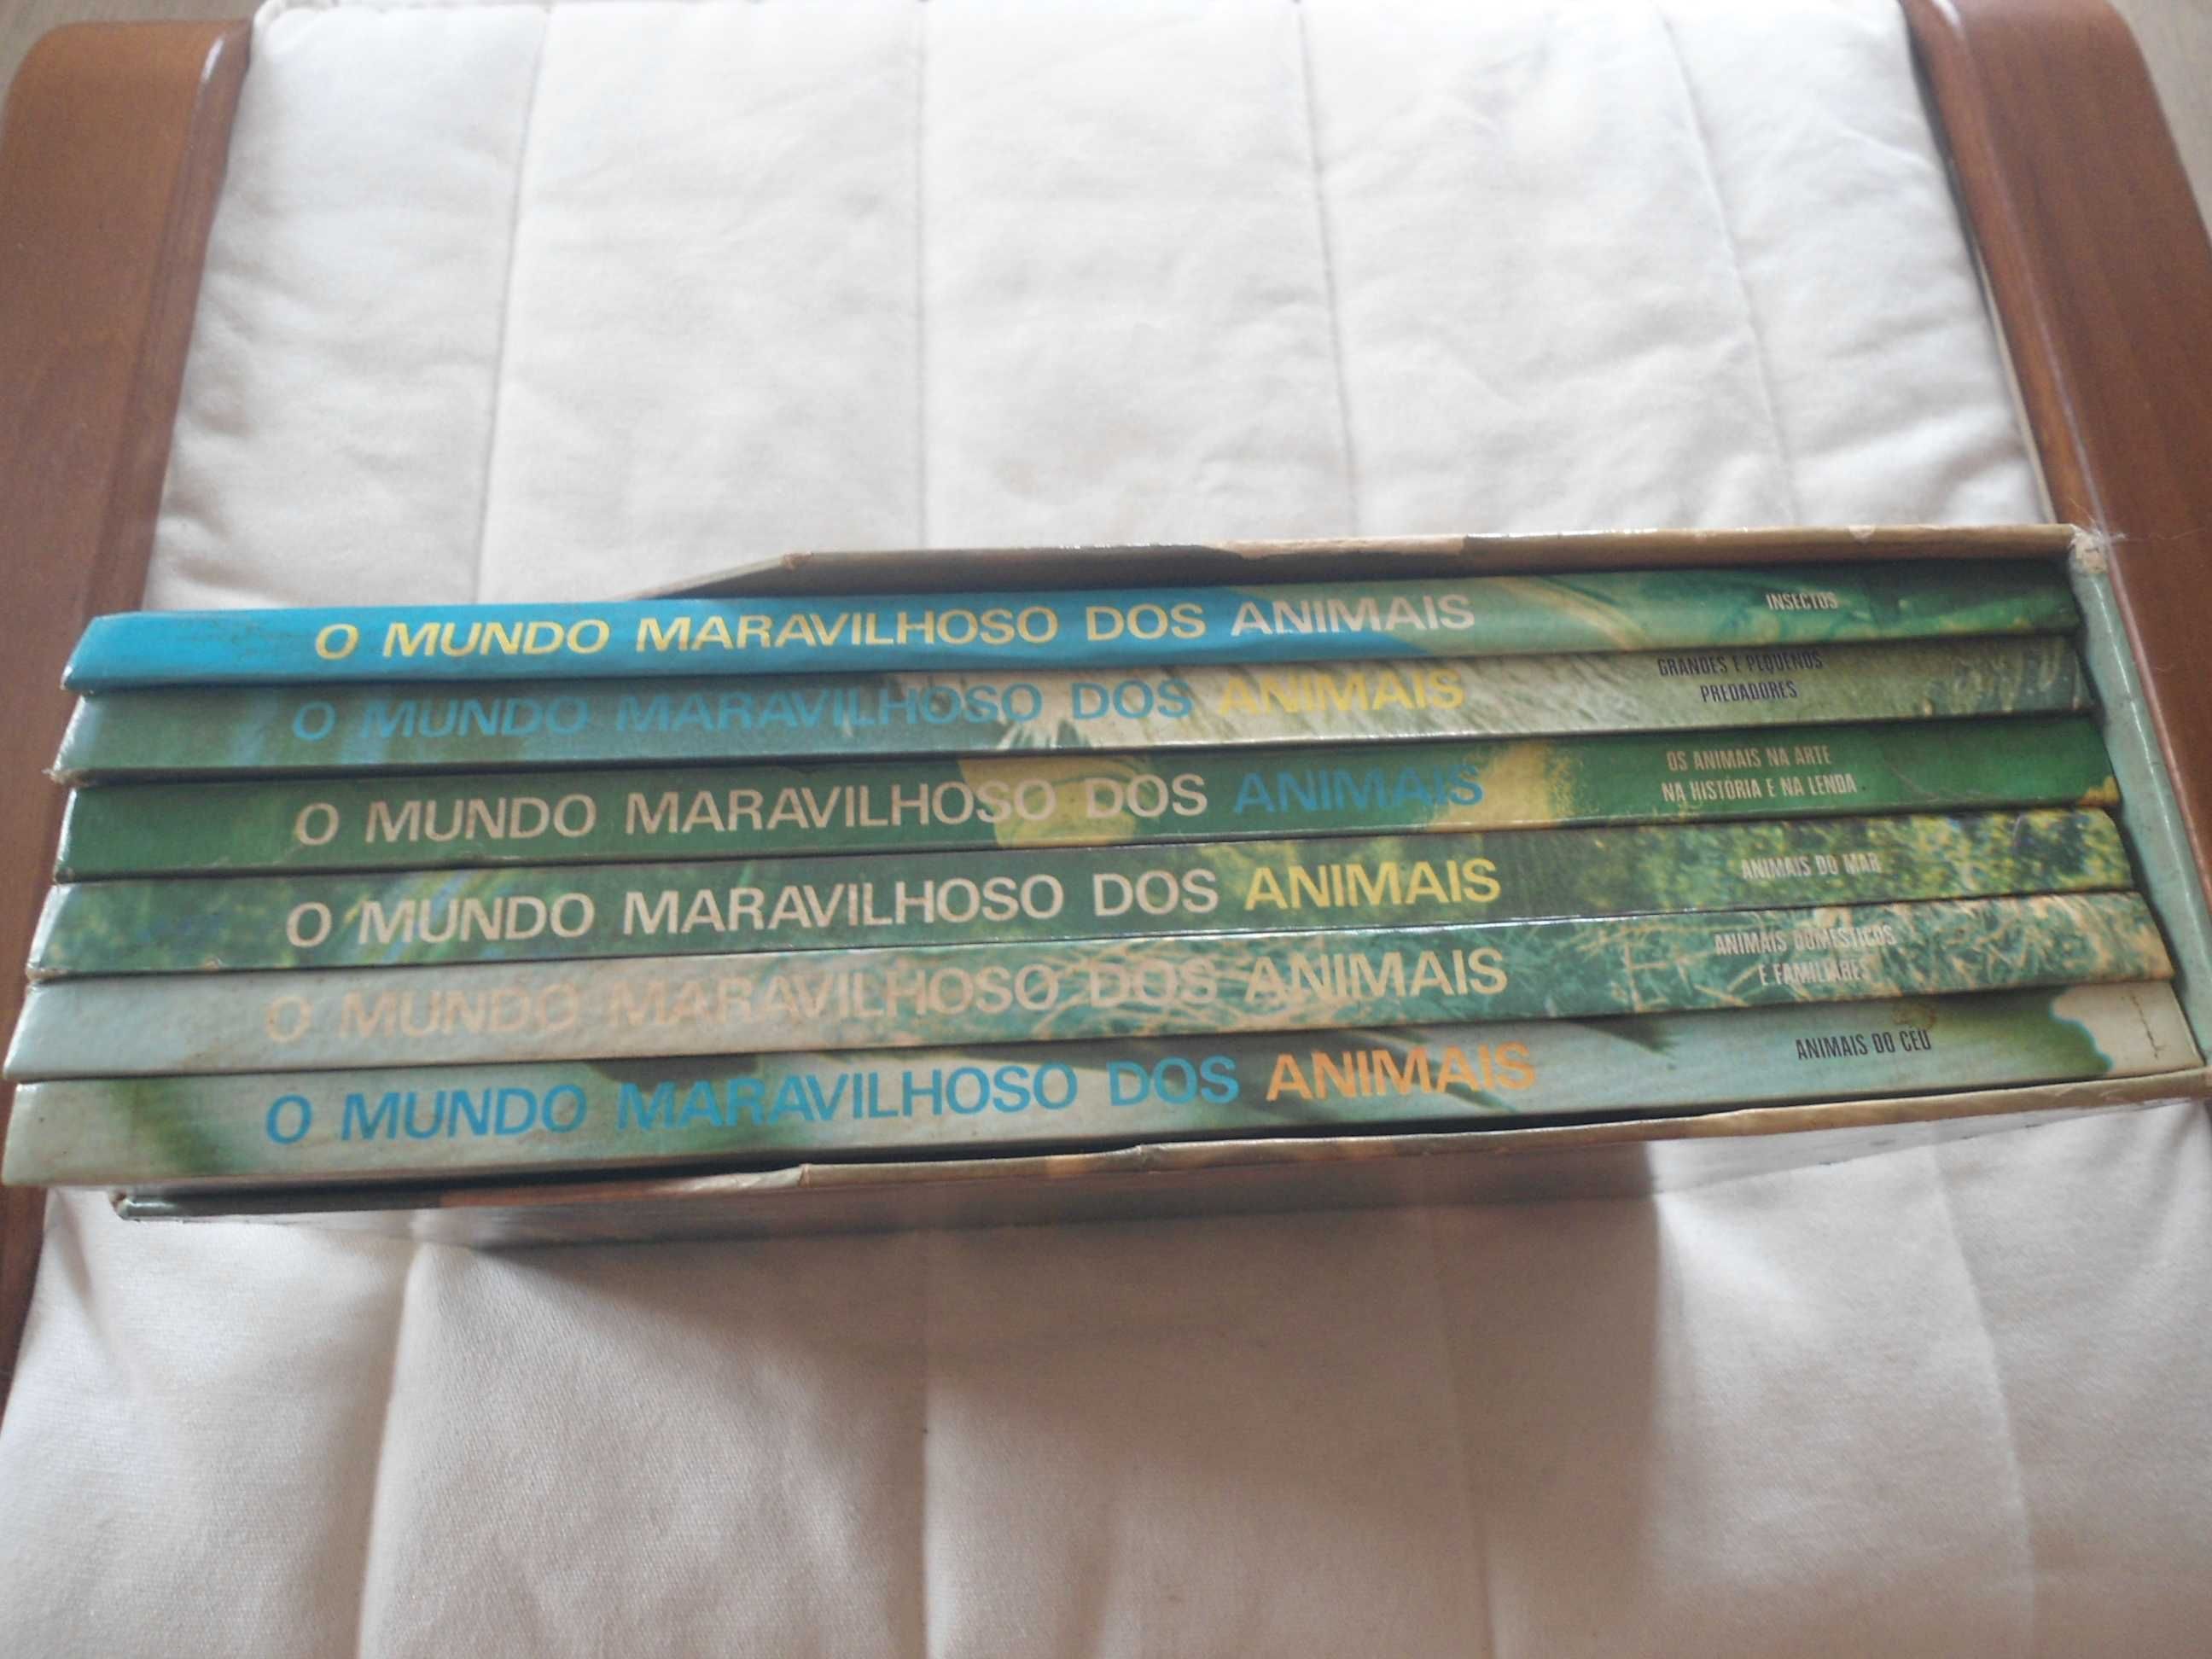 O MUNDO MARAVILHOSO DOS ANIMAIS INSECTOS
O MUNDO MARAVILHOSO DOS ANIMAIS GRANDES E PEQUENOS
PREDADORES
O MUNDO MARAVILHOSO DOS ANIMAIS OS ANIMAIS NA ARTE
NA HISTÓRIA E NA LENDA
O MUNDO MARAVILHOSO DOS ANIMAIS ANIMAIS DO MAR
O MUNDO MARAVILHOSO DOS ANIMAIS ANIMAIS DOMÉSTICOS
E FAMILIARES
O MUNDO MARAVILHOSO DOS ANIMAIS ANIMAIS DO CÉU